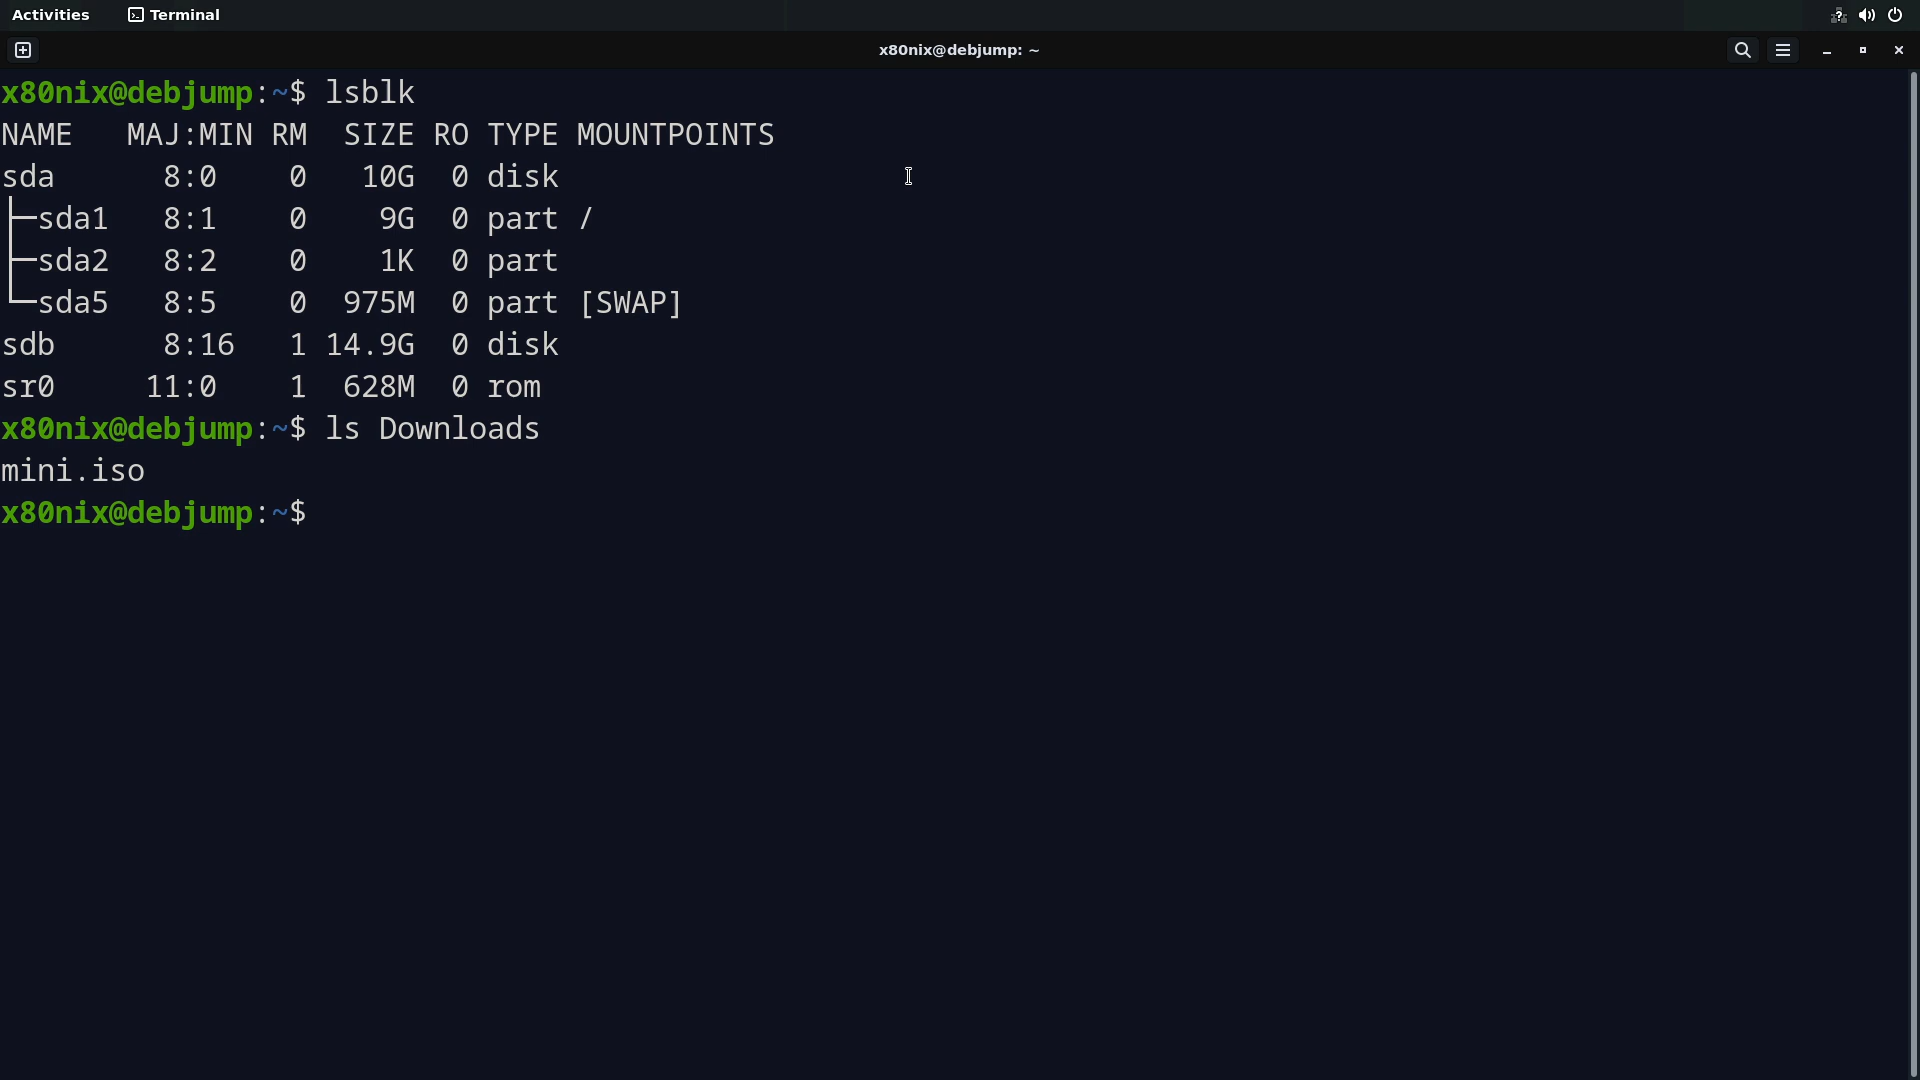 Activities Terminal
x80nix@debjump: ~
x80nix@debjump:~$ lsblk
NAME   MAJ:MIN RM   SIZE RO TYPE MOUNTPOINTS
sda      8:0    0    10G  0 disk
├─sda1   8:1    0     9G  0 part /
├─sda2   8:2    0     1K  0 part
└─sda5   8:5    0   975M  0 part [SWAP]
sdb      8:16   1  14.9G  0 disk
sr0     11:0    1   628M  0 rom
x80nix@debjump:~$ ls Downloads
mini.iso
x80nix@debjump:~$